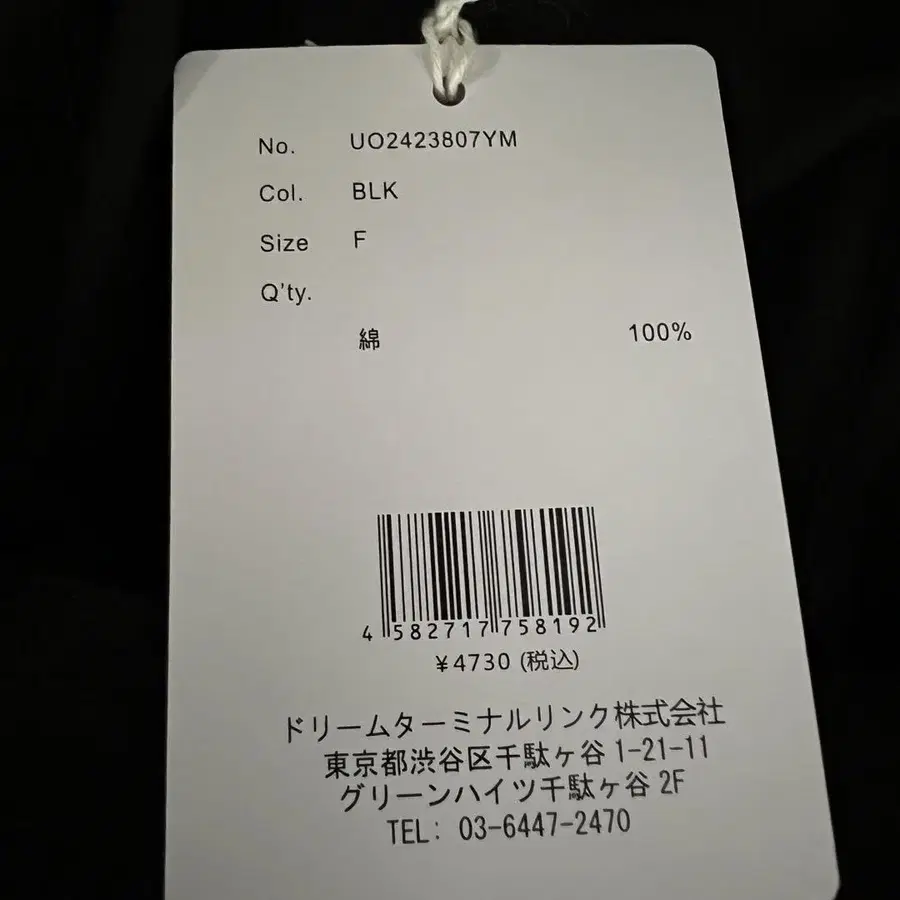 No. UO2423807YM
Col. BLK
Size F
Q'ty.
綿 100%
4 582717 758192
¥4730 (税込)
ドリームターミナルリンク株式会社
東京都渋谷区千駄ヶ谷 1-21-11
グリーンハイツ千駄ヶ谷 2F
TEL: 03-6447-2470